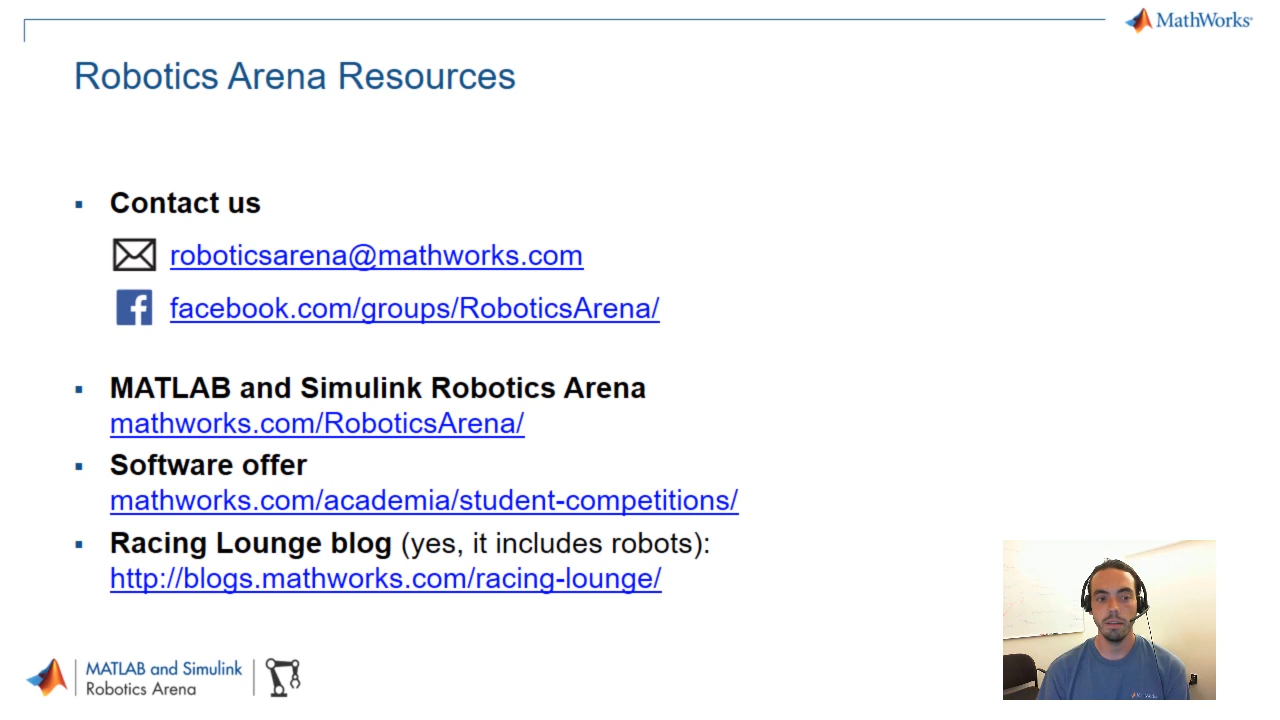 MathWorks®
Robotics Arena Resources
Contact us
roboticsarena@mathworks.com
facebook.com/groups/RoboticsArena/
MATLAB and Simulink Robotics Arena
mathworks.com/RoboticsArena/
Software offer
mathworks.com/academia/student-competitions/
Racing Lounge blog (yes, it includes robots):
http://blogs.mathworks.com/racing-lounge/
MATLAB and Simulink
Robotics Arena